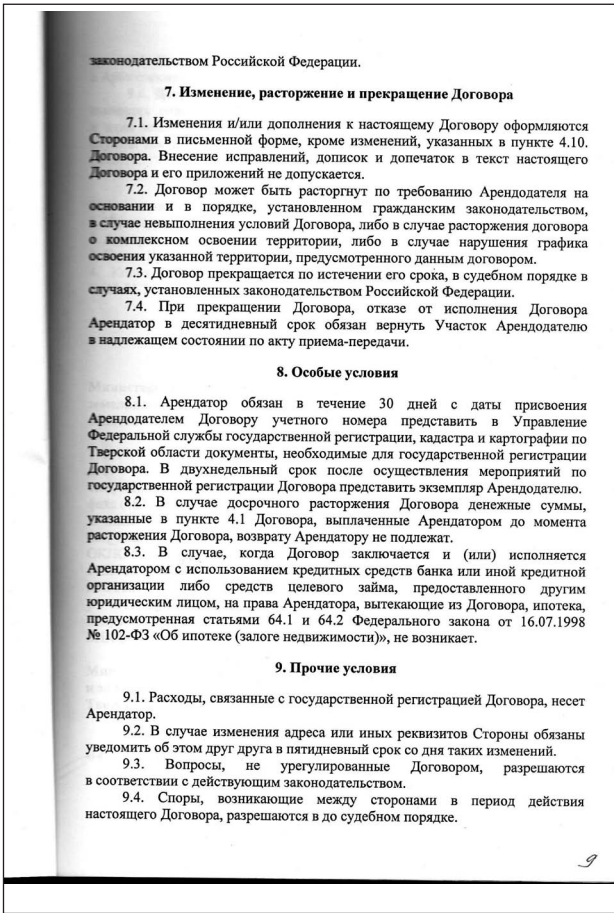 законодательством Российской Федерации.
7. Изменение, расторжение и прекращение Договора
7.1. Изменения и/или дополнения к настоящему Договору оформляются
Сторонами в письменной форме, кроме изменений, указанных в пункте 4.10.
Договора. Внесение исправлений, дописок и допечаток в текст настоящего
Договора и его приложений не допускается.
7.2. Договор может быть расторгнут по требованию Арендодателя на
основании и в порядке, установленном гражданским законодательством,
в случае невыполнения условий Договора, либо в случае расторжения договора
о комплексном освоении территории, либо в случае нарушения графика
освоения указанной территории, предусмотренного данным договором.
7.3. Договор прекращается по истечении его срока, в судебном порядке в
случаях, установленных законодательством Российской Федерации.
7.4. При прекращении Договора, отказе от исполнения Договора
Арендатор в десятидневный срок обязан вернуть Участок Арендодателю
в надлежащем состоянии по акту приема-передачи.
8. Особые условия
8.1. Арендатор обязан в течение 30 дней с даты присвоения
Арендодателем Договору учетного номера представить в Управление
Федеральной службы государственной регистрации, кадастра и картографии по
Тверской области документы, необходимые для государственной регистрации
Договора. В двухнедельный срок после осуществления мероприятий по
государственной регистрации Договора представить экземпляр Арендодателю.
8.2. В случае досрочного расторжения Договора денежные суммы,
указанные в пункте 4.1 Договора, выплаченные Арендатором до момента
расторжения Договора, возврату Арендатору не подлежат.
8.3. В случае, когда Договор заключается и (или) исполняется
Арендатором с использованием кредитных средств банка или иной кредитной
организации либо средств целевого займа, предоставленного другим
юридическим лицом, на права Арендатора, вытекающие из Договора, ипотека,
предусмотренная статьями 64.1 и 64.2 Федерального закона от 16.07.1998
№ 102-ФЗ «Об ипотеке (залоге недвижимости)», не возникает.
9. Прочие условия
9.1. Расходы, связанные с государственной регистрацией Договора, несет
Арендатор.
9.2. В случае изменения адреса или иных реквизитов Стороны обязаны
уведомить об этом друг друга в пятидневный срок со дня таких изменений.
9.3. Вопросы, не урегулированные Договором, разрешаются
в соответствии с действующим законодательством.
9.4. Споры, возникающие между сторонами в период действия
настоящего Договора, разрешаются в до судебном порядке.
9